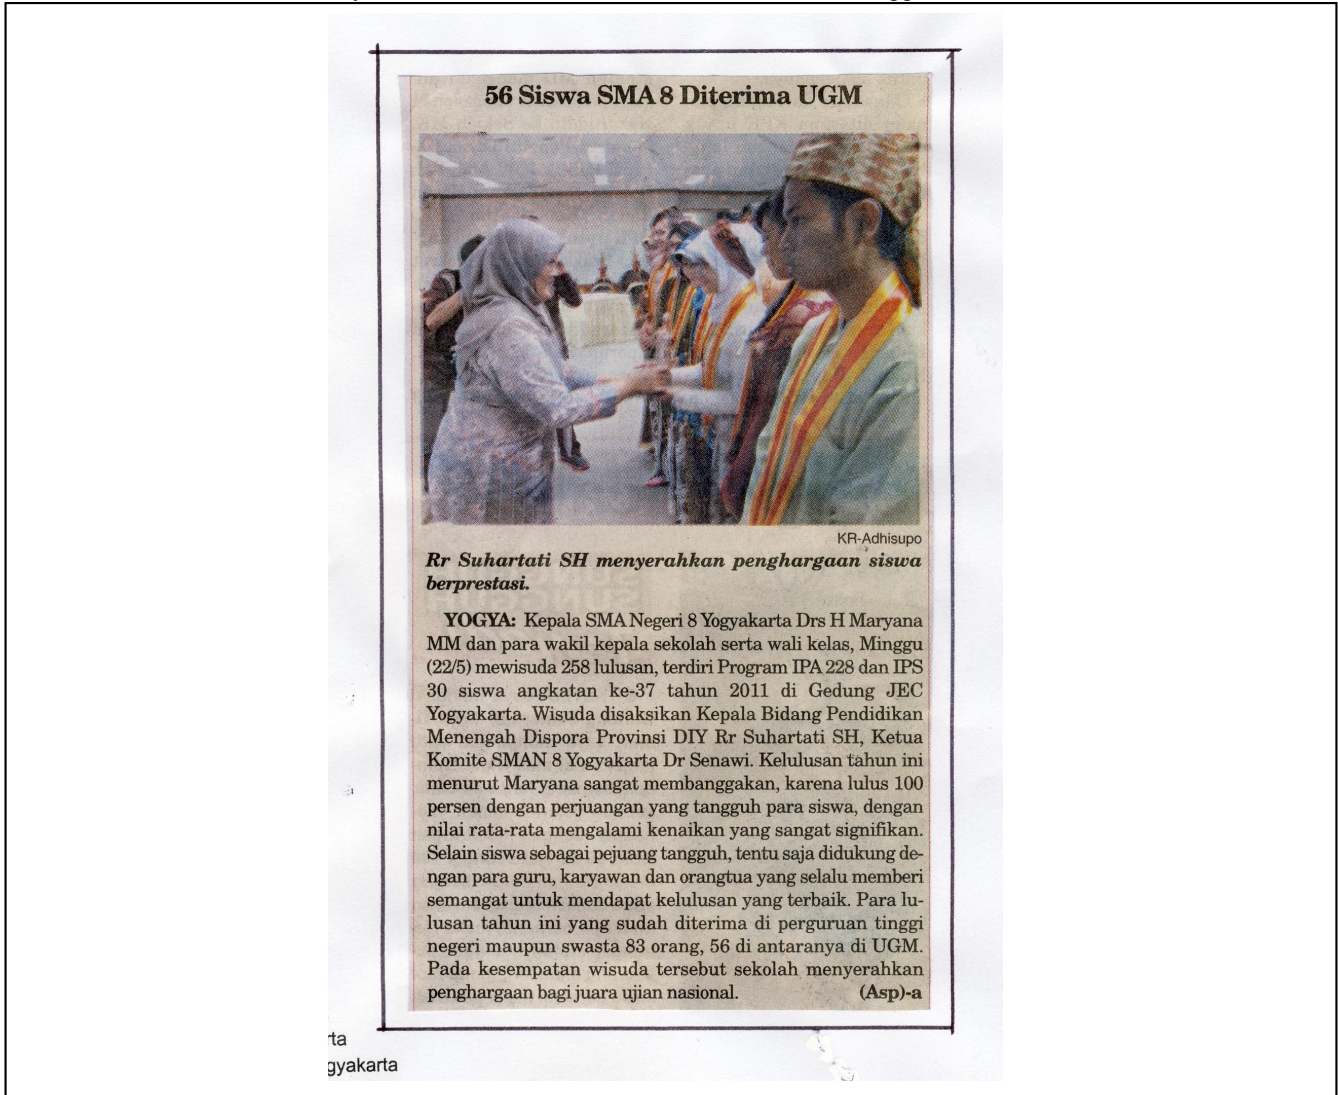 56 Siswa SMA 8 Diterima UGM
KR-Adhisupo
Rr Suhartati SH menyerahkan penghargaan siswa
berprestasi.
YOGYA: Kepala SMA Negeri 8 Yogyakarta Drs H Maryana
MM dan para wakil kepala sekolah serta wali kelas, Minggu
(22/5) mewisuda 258 lulusan, terdiri Program IPA 228 dan IPS
30 siswa angkatan ke-37 tahun 2011 di Gedung JEC
Yogyakarta. Wisuda disaksikan Kepala Bidang Pendidikan
Menengah Dispora Provinsi DIY Rr Suhartati SH, Ketua
Komite SMAN 8 Yogyakarta Dr Senawi. Kelulusan tahun ini
menurut Maryana sangat membanggakan, karena lulus 100
persen dengan perjuangan yang tangguh para siswa, dengan
nilai rata-rata mengalami kenaikan yang sangat signifikan.
Selain siswa sebagai pejuang tangguh, tentu saja didukung de-
ngan para guru, karyawan dan orangtua yang selalu memberi
semangat untuk mendapat kelulusan yang terbaik. Para lu-
lusan tahun ini yang sudah diterima di perguruan tinggi
negeri maupun swasta 83 orang, 56 di antaranya di UGM.
Pada kesempatan wisuda tersebut sekolah menyerahkan
penghargaan bagi juara ujian nasional. (Asp)-a
rta
gyakarta